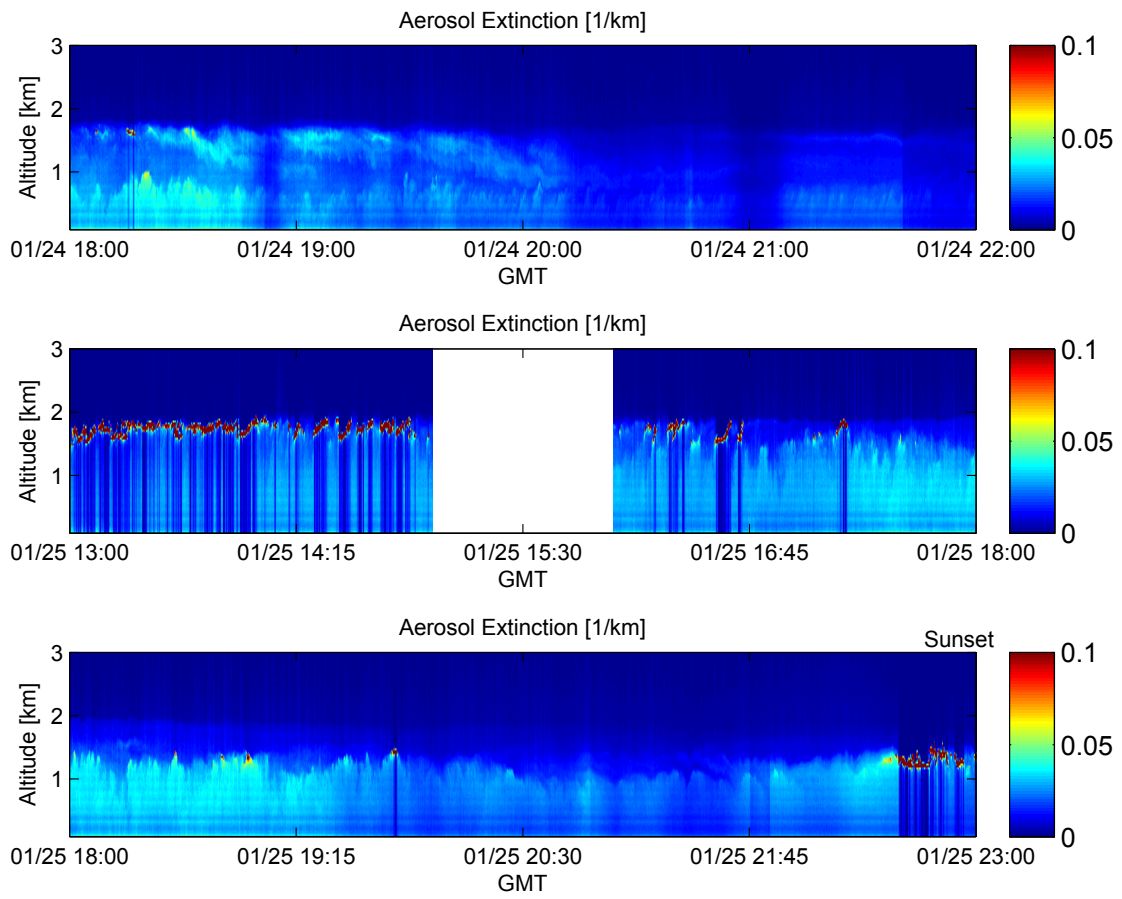 Aerosol Extinction [1/km]
3
2
1
Altitude [km]
01/24 18:00 01/24 19:00 01/24 20:00 01/24 21:00 01/24 22:00
GMT
0.1
0.05
0
Aerosol Extinction [1/km]
3
2
1
Altitude [km]
01/25 13:00 01/25 14:15 01/25 15:30 01/25 16:45 01/25 18:00
GMT
0.1
0.05
0
Aerosol Extinction [1/km]
Sunset
3
2
1
Altitude [km]
01/25 18:00 01/25 19:15 01/25 20:30 01/25 21:45 01/25 23:00
GMT
0.1
0.05
0